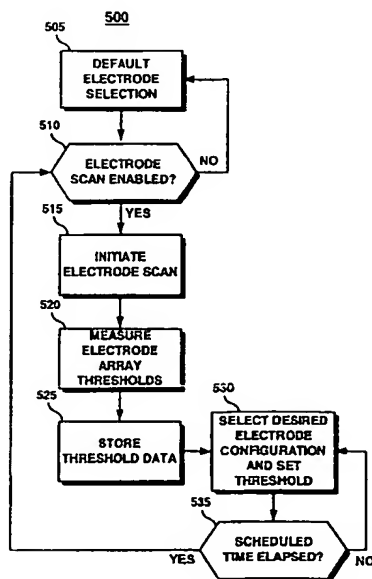 500
505
DEFAULT
ELECTRODE
SELECTION
510
ELECTRODE
SCAN ENABLED?
NO
YES
515
INITIATE
ELECTRODE SCAN
520
MEASURE
ELECTRODE
ARRAY
THRESHOLDS
525
STORE
THRESHOLD DATA
530
SELECT DESIRED
ELECTRODE
CONFIGURATION
AND SET
THRESHOLD
535
SCHEDULED
TIME ELAPSED?
YES
NO